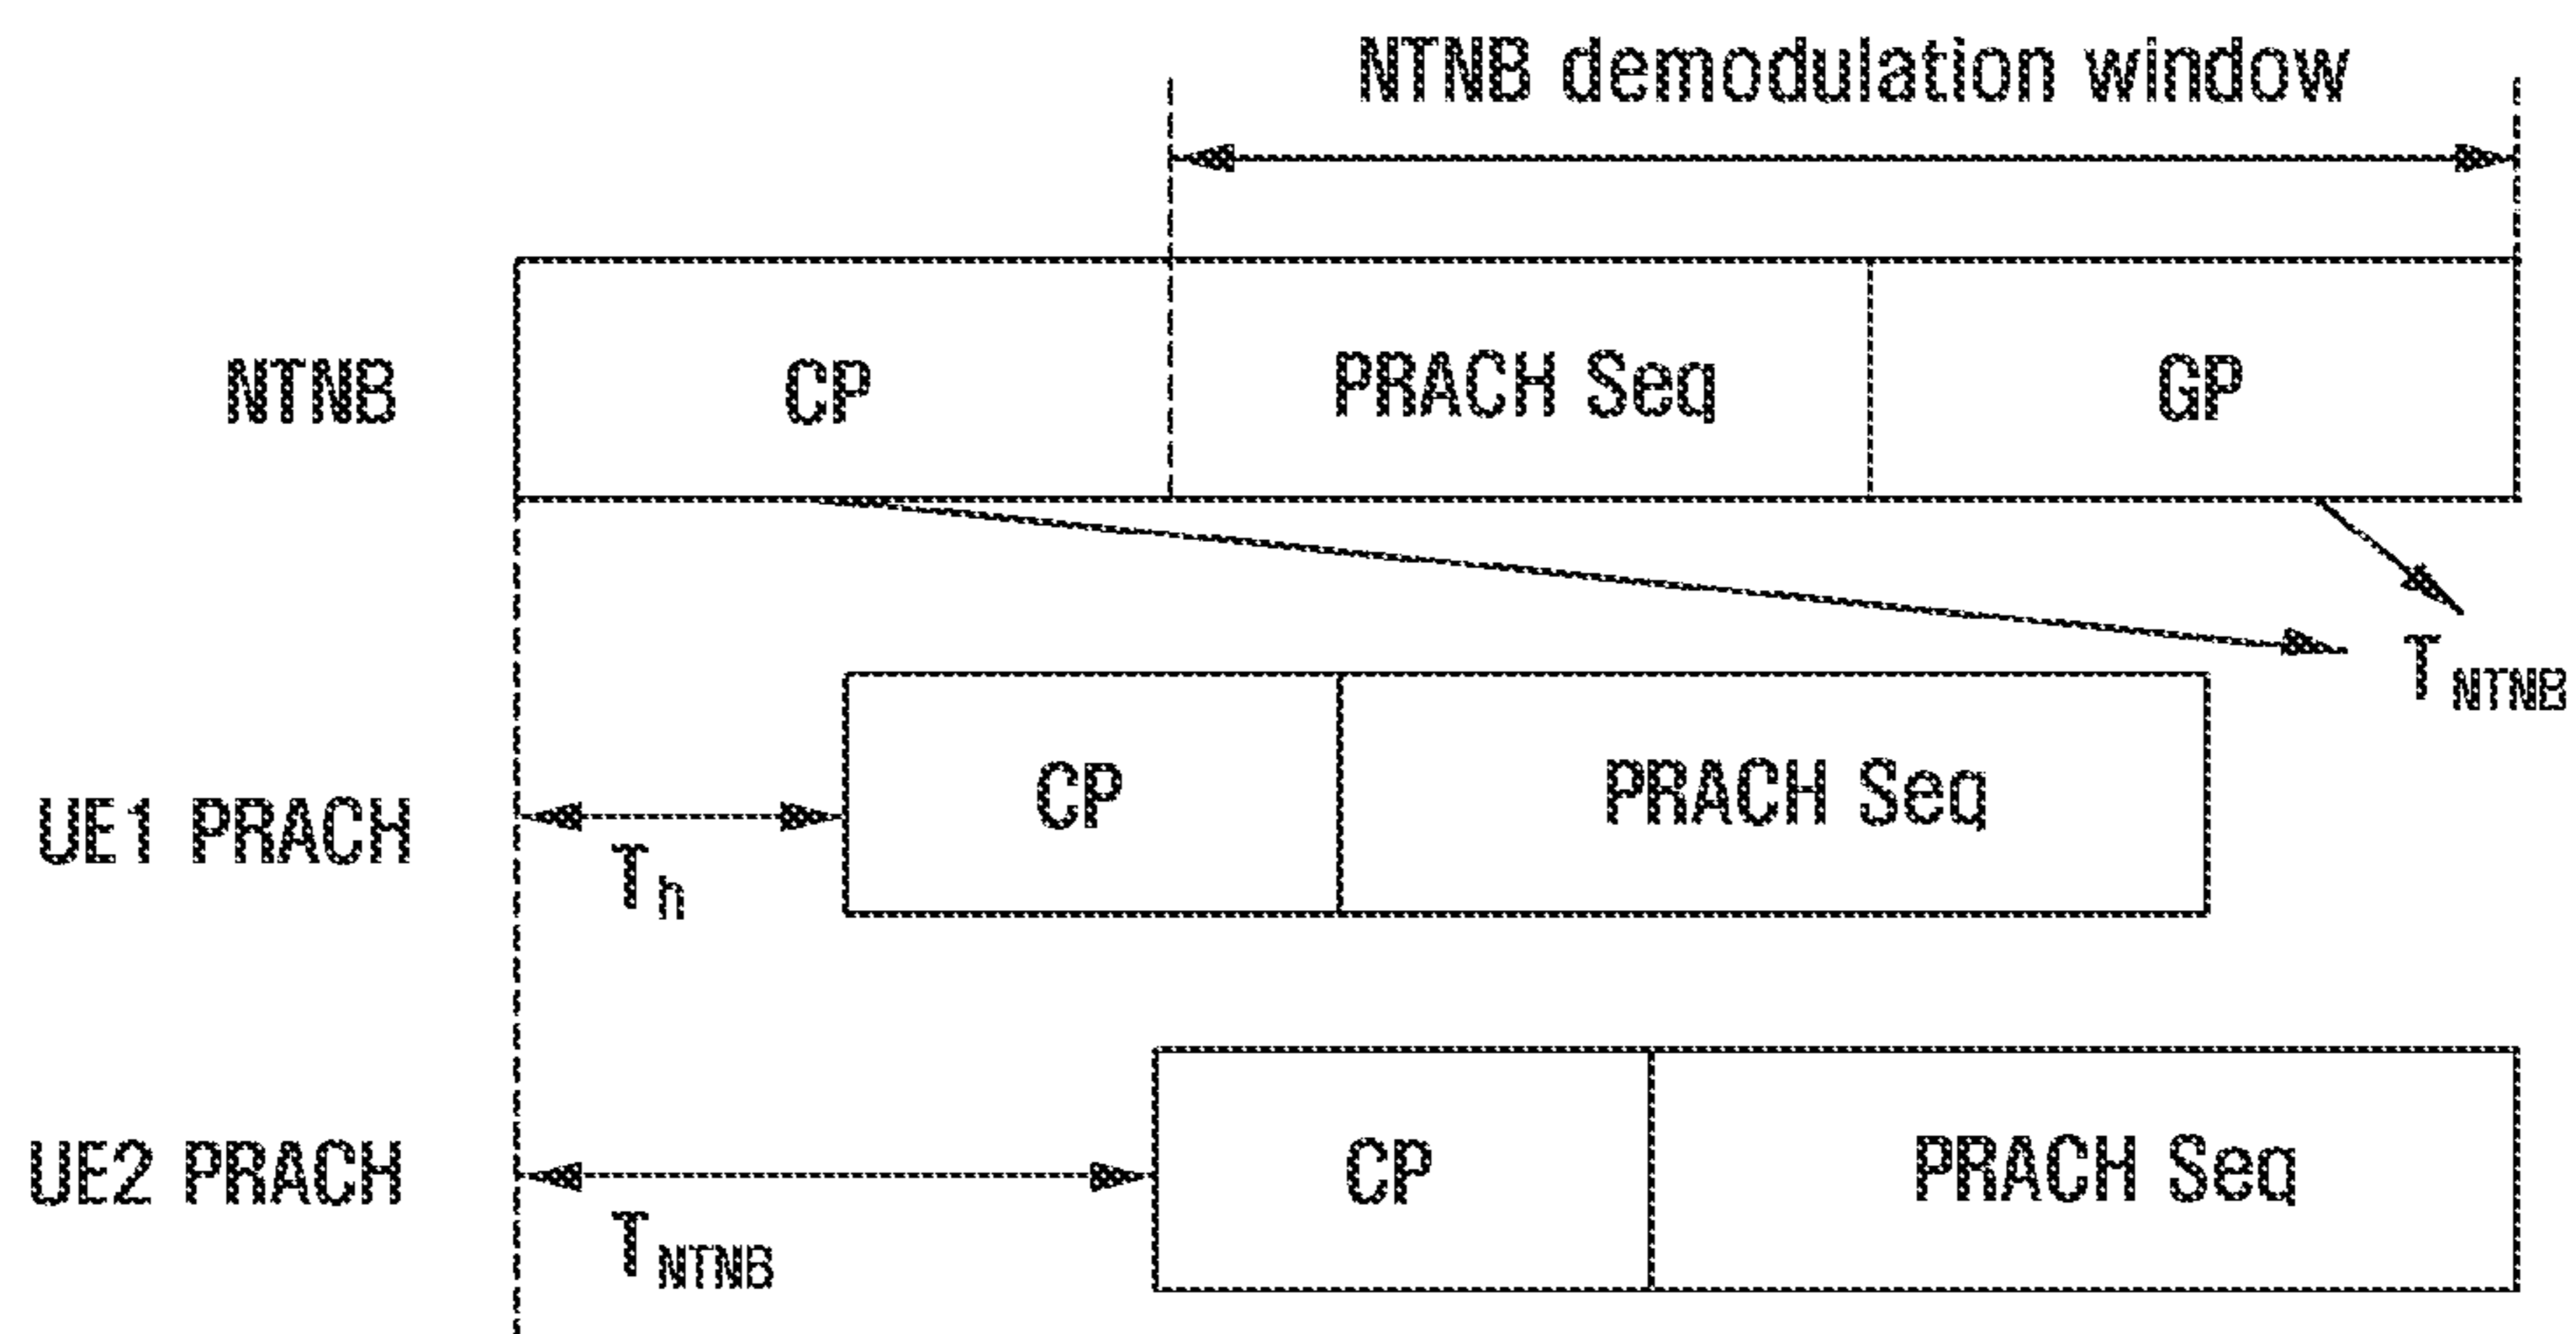 NTNB demodulation window
NTNB
CP
PRACH Seq
GP
T NTNB
UE1 PRACH
Th
CP
PRACH Seq
UE2 PRACH
T NTNB
CP
PRACH Seq